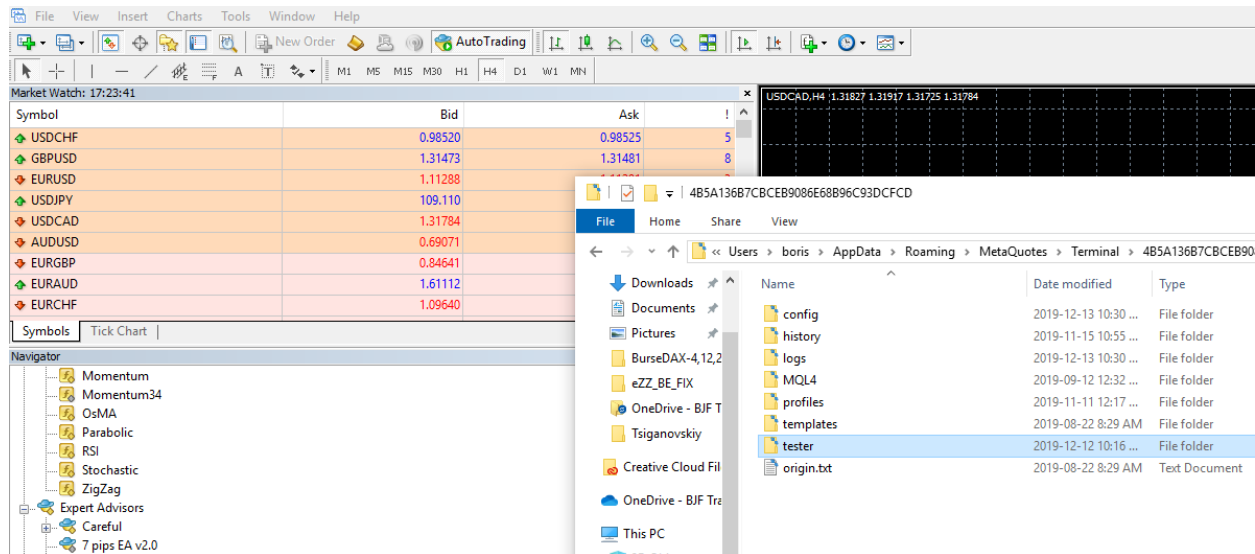 File View Insert Charts Tools Window Help
New Order AutoTrading
A T M1 M5 M15 M30 H1 H4 D1 W1 MN
Market Watch: 17:23:41
Symbol Bid Ask !
USDCHF 0.98520 0.98525 5
GBPUSD 1.31473 1.31481 8
EURUSD 1.11288
USDJPY 109.110
USDCAD 1.31784
AUDUSD 0.69071
EURGBP 0.84641
EURAUD 1.61112
EURCHF 1.09640
Symbols Tick Chart
Navigator
Momentum
Momentum34
OsMA
Parabolic
RSI
Stochastic
ZigZag
Expert Advisors
Careful
7 pips EA v2.0
USDCAD,H4 1.31827 1.31917 1.31725 1.31784
4B5A136B7CBCEB9086E68B96C93DCFCD
File Home Share View
« Users > boris > AppData > Roaming > MetaQuotes > Terminal > 4B5A136B7CBCEB90
Downloads
Documents
Pictures
BurseDAX-4,12,2
eZZ_BE_FIX
OneDrive - BJF T
Tsiganovskiy
Creative Cloud Fil
OneDrive - BJF Tra
This PC
Name Date modified Type
config 2019-12-13 10:30 ... File folder
history 2019-11-15 10:55 ... File folder
logs 2019-12-13 10:30 ... File folder
MQL4 2019-09-12 12:32 ... File folder
profiles 2019-11-11 12:17 ... File folder
templates 2019-08-22 8:29 AM File folder
tester 2019-12-12 10:16 ... File folder
origin.txt 2019-08-22 8:29 AM Text Document